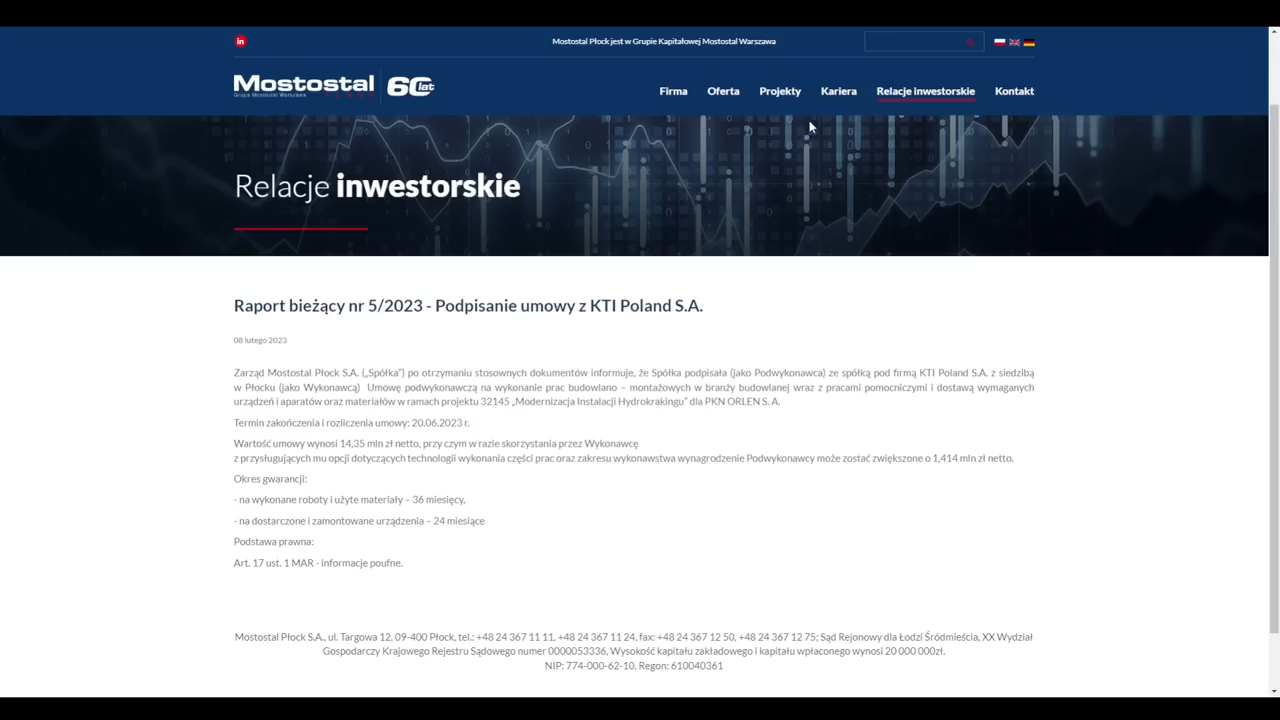 in
Mostostal Płock jest w Grupie Kapitałowej Mostostal Warszawa
Mostostal
60 lat
Grupa Mostostal Warszawa
Firma
Oferta
Projekty
Kariera
Relacje inwestorskie
Kontakt
Relacje inwestorskie
Raport bieżący nr 5/2023 - Podpisanie umowy z KTI Poland S.A.
08 lutego 2023
Zarząd Mostostal Płock S.A. („Spółka”) po otrzymaniu stosownych dokumentów informuje, że Spółka podpisała (jako Podwykonawca) ze spółką pod firmą KTI Poland S.A. z siedzibą
w Płocku (jako Wykonawcą) Umowę podwykonawczą na wykonanie prac budowlano – montażowych w branży budowlanej wraz z pracami pomocniczymi i dostawą wymaganych
urządzeń i aparatów oraz materiałów w ramach projektu 32145 „Modernizacja Instalacji Hydrokrakingu” dla PKN ORLEN S. A.
Termin zakończenia i rozliczenia umowy: 20.06.2023 r.
Wartość umowy wynosi 14,35 mln zł netto, przy czym w razie skorzystania przez Wykonawcę
z przysługujących mu opcji dotyczących technologii wykonania części prac oraz zakresu wykonawstwa wynagrodzenie Podwykonawcy może zostać zwiększone o 1,414 mln zł netto.
Okres gwarancji:
- na wykonane roboty i użyte materiały – 36 miesięcy,
- na dostarczone i zamontowane urządzenia – 24 miesiące
Podstawa prawna:
Art. 17 ust. 1 MAR - informacje poufne.
Mostostal Płock S.A., ul. Targowa 12, 09-400 Płock, tel.: +48 24 367 11 11, +48 24 367 11 24, fax: +48 24 367 12 50, +48 24 367 12 75; Sąd Rejonowy dla Łodzi Śródmieścia, XX Wydział
Gospodarczy Krajowego Rejestru Sądowego numer 0000053336, Wysokość kapitału zakładowego i kapitału wpłaconego wynosi 20 000 000zł.
NIP: 774-000-62-10, Regon: 610040361